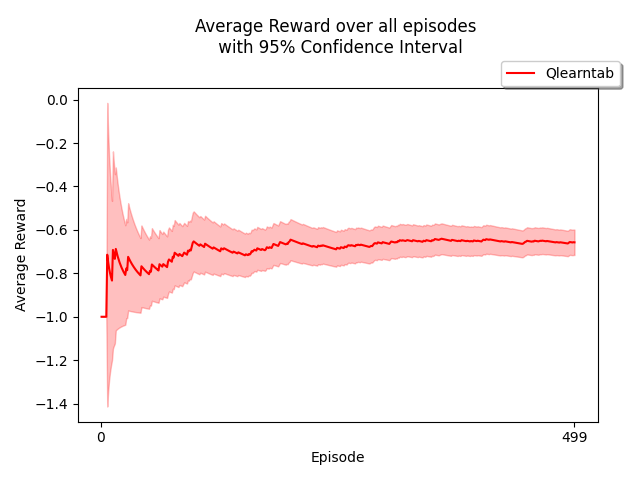 Average Reward over all episodes
with 95% Confidence Interval
Qlearntab
0.0
−0.2
−0.4
−0.6
−0.8
−1.0
−1.2
−1.4
Average Reward
0
499
Episode